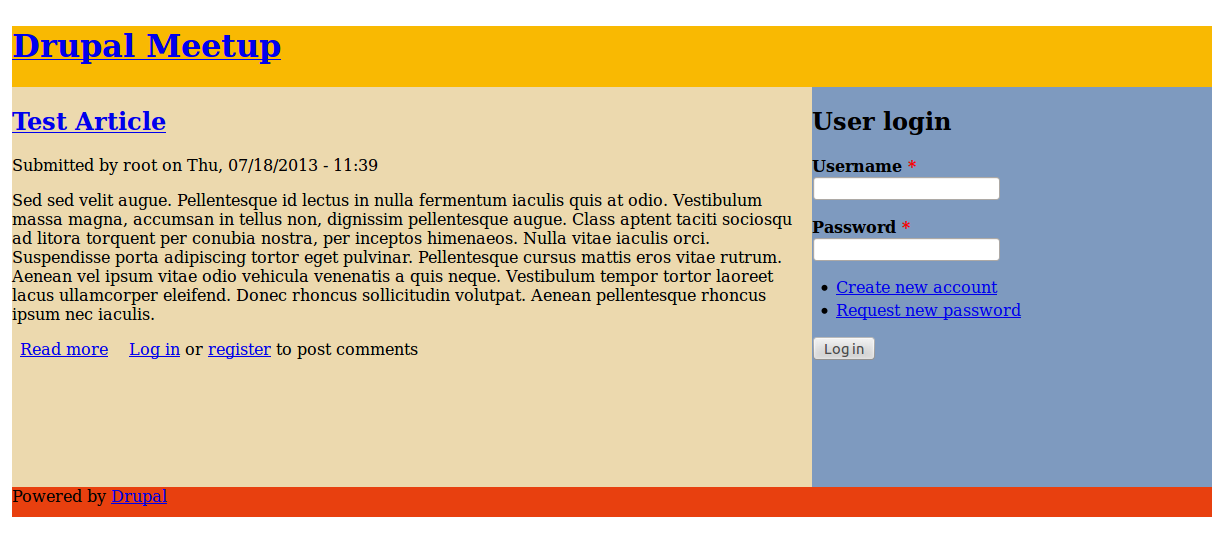 Drupal Meetup
Test Article
Submitted by root on Thu, 07/18/2013 - 11:39
Sed sed velit augue. Pellentesque id lectus in nulla fermentum iaculis quis at odio. Vestibulum
massa magna, accumsan in tellus non, dignissim pellentesque augue. Class aptent taciti sociosqu
ad litora torquent per conubia nostra, per inceptos himenaeos. Nulla vitae iaculis orci.
Suspendisse porta adipiscing tortor eget pulvinar. Pellentesque cursus mattis eros vitae rutrum.
Aenean vel ipsum vitae odio vehicula venenatis a quis neque. Vestibulum tempor tortor laoreet
lacus ullamcorper eleifend. Donec rhoncus sollicitudin volutpat. Aenean pellentesque rhoncus
ipsum nec iaculis.
Read more Log in or register to post comments
User login
Username *
Password *
• Create new account
• Request new password
Log in
Powered by Drupal